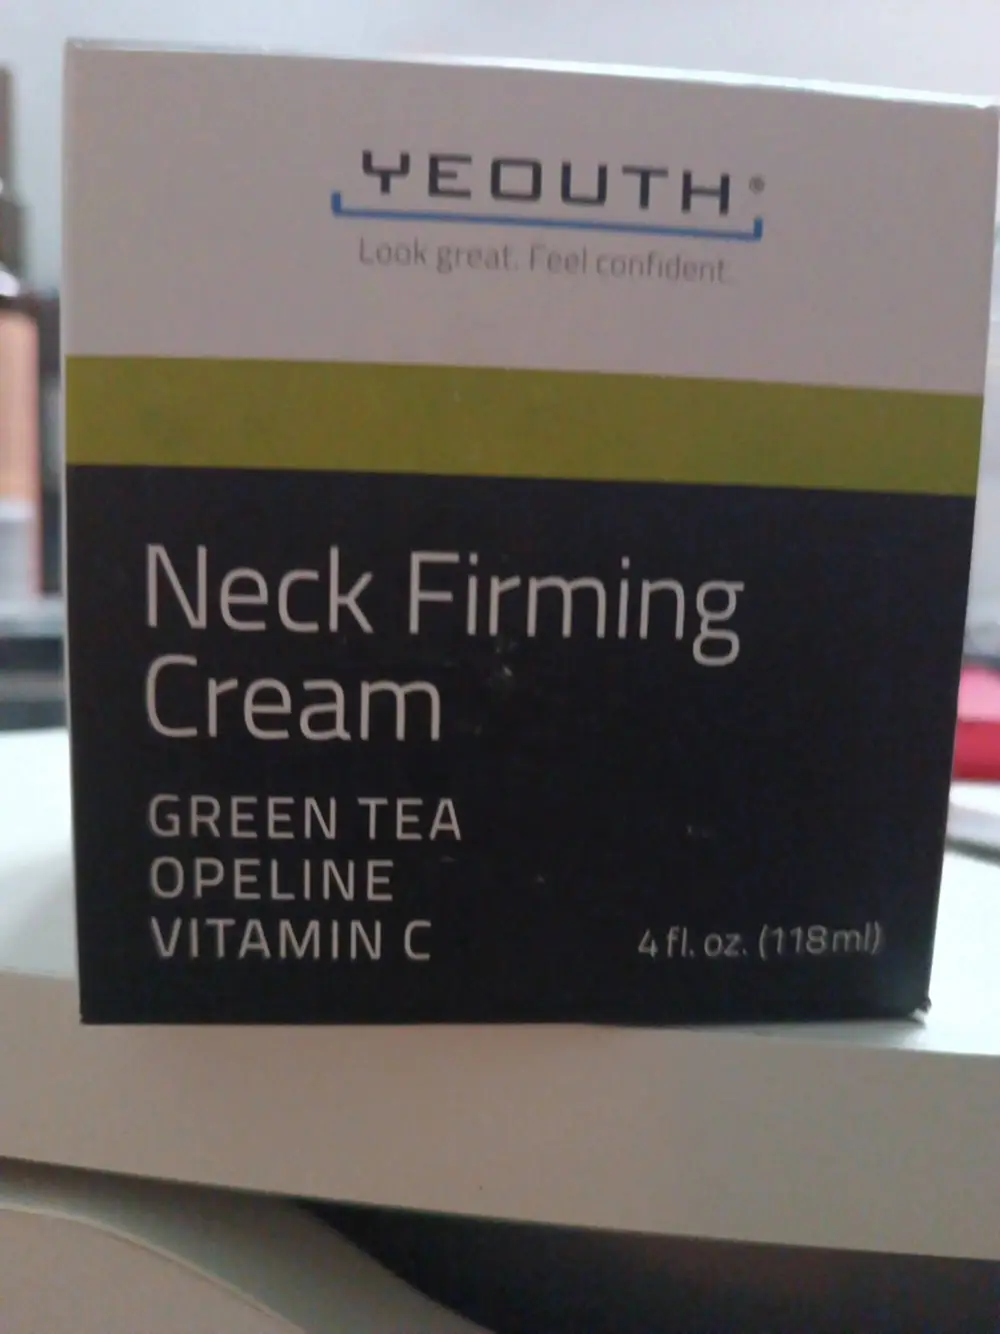 YEOUTH®
Look great. Feel confident.
Neck Firming
Cream
GREEN TEA
OPELINE
VITAMIN C
4 fl. oz. (118ml)